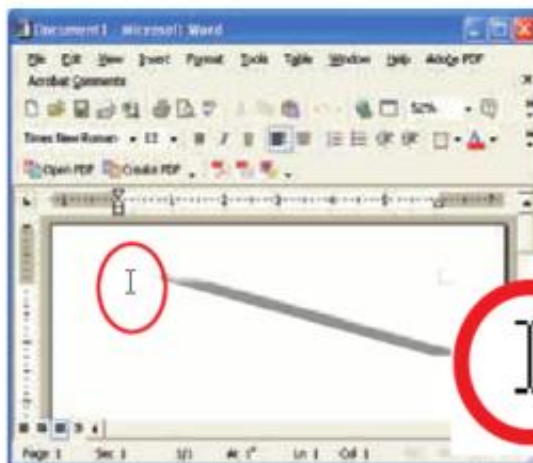 Document1 - Microsoft Word
File Edit View Insert Format Tools Table Window Help Adobe PDF
Acrobat Comments
52%
Times New Roman 12 B I U
Open PDF Create PDF
Page 1 Sec 1 1/1 At 1" Ln 1 Col 1